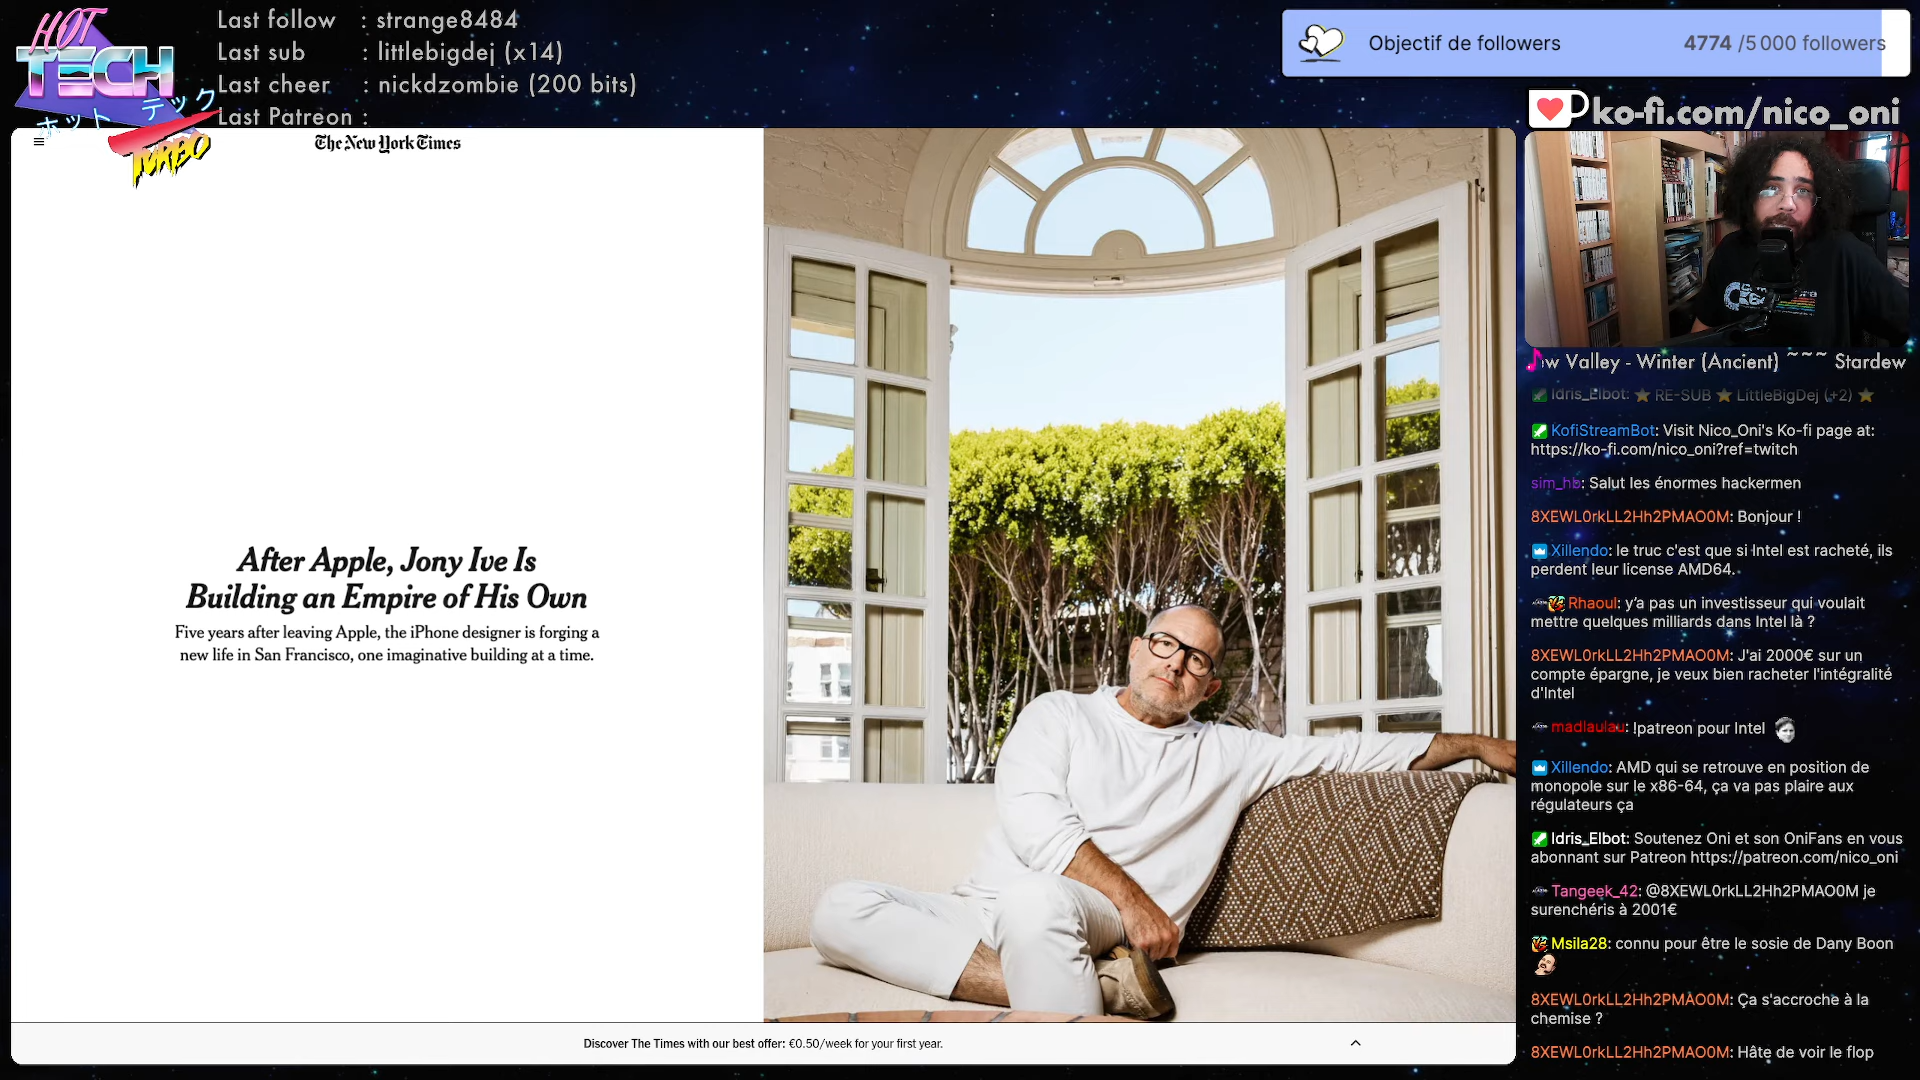 HOT
TECH
ホット テック
TURBO
Last follow : strange8484
Last sub : littlebigdej (x14)
Last cheer : nickdzombie (200 bits)
Last Patreon :
Objectif de followers 4774 /5 000 followers
ko-fi.com/nico_oni
The New York Times
After Apple, Jony Ive Is
Building an Empire of His Own
Five years after leaving Apple, the iPhone designer is forging a
new life in San Francisco, one imaginative building at a time.
Discover The Times with our best offer: €0.50/week for your first year.
ew Valley - Winter (Ancient) ~~~ Stardew
Idris_Elbot: RE-SUB LittleBigDej (+2)
KofiStreamBot: Visit Nico_Oni's Ko-fi page at:
https://ko-fi.com/nico_oni?ref=twitch
sim_hb: Salut les énormes hackermen
8XEWL0rkLL2Hh2PMAO0M: Bonjour !
Xillendo: le truc c'est que si Intel est racheté, ils
perdent leur license AMD64.
Rhaoul: y'a pas un investisseur qui voulait
mettre quelques milliards dans Intel là ?
8XEWL0rkLL2Hh2PMAO0M: J'ai 2000€ sur un
compte épargne, je veux bien racheter l'intégralité
d'Intel
madlaulau: !patreon pour Intel
Xillendo: AMD qui se retrouve en position de
monopole sur le x86-64, ça va pas plaire aux
régulateurs ça
Idris_Elbot: Soutenez Oni et son OniFans en vous
abonnant sur Patreon https://patreon.com/nico_oni
Tangeek_42: @8XEWL0rkLL2Hh2PMAO0M je
surenchéris à 2001€
Msila28: connu pour être le sosie de Dany Boon
8XEWL0rkLL2Hh2PMAO0M: Ça s'accroche à la
chemise ?
8XEWL0rkLL2Hh2PMAO0M: Hâte de voir le flop